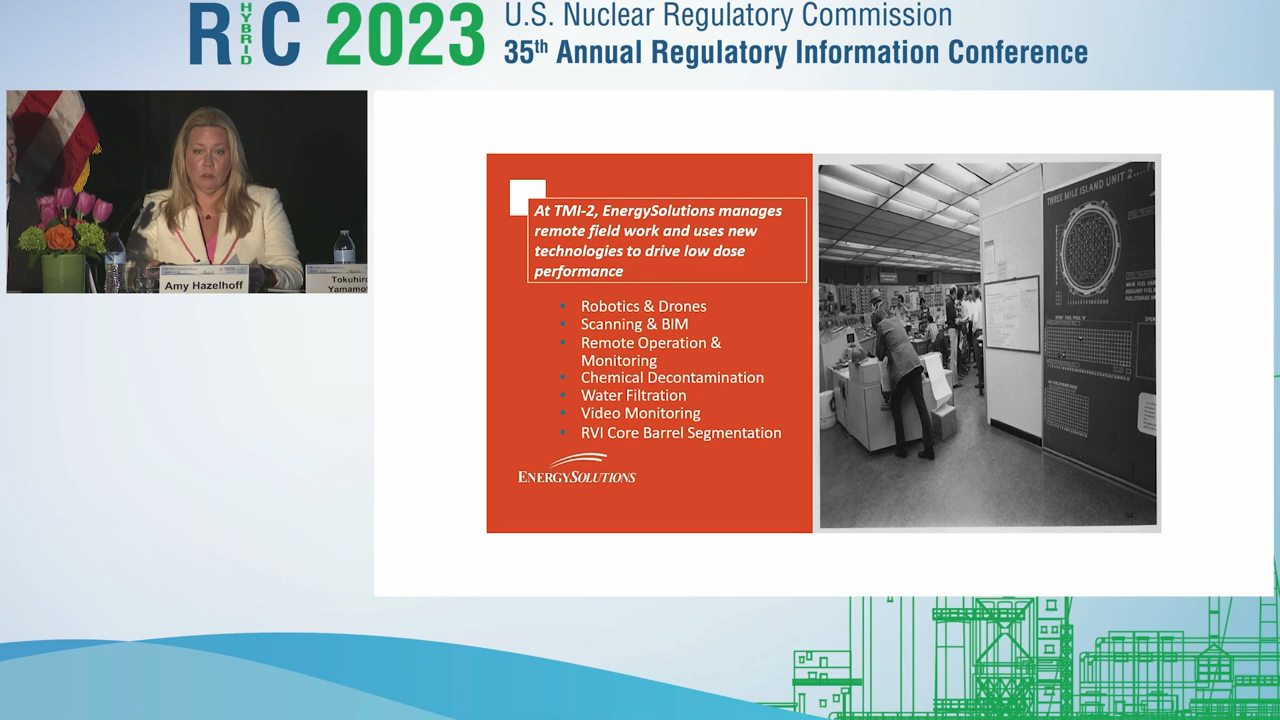 RIC 2023
HYBRID
U.S. Nuclear Regulatory Commission
35th Annual Regulatory Information Conference
Amy Hazelhoff
Tokuhiro
Yamamo
At TMI-2, EnergySolutions manages
remote field work and uses new
technologies to drive low dose
performance
• Robotics & Drones
• Scanning & BIM
• Remote Operation &
Monitoring
• Chemical Decontamination
• Water Filtration
• Video Monitoring
• RVI Core Barrel Segmentation
ENERGYSOLUTIONS
THREE MILE ISLAND UNIT 2